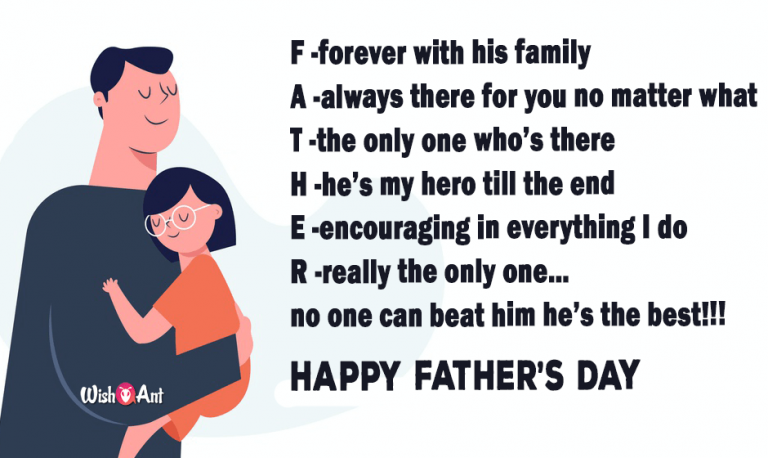 F -forever with his family
A -always there for you no matter what
T -the only one who's there
H -he's my hero till the end
E -encouraging in everything I do
R -really the only one...
no one can beat him he's the best!!!
HAPPY FATHER'S DAY
Wish Ant